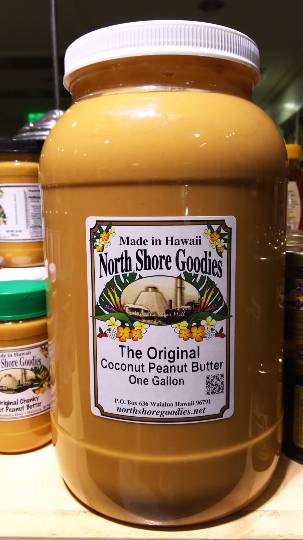 Made in Hawaii
North Shore Goodies
The Original
Coconut Peanut Butter
One Gallon
P.O. Box 636 Waialua Hawaii 96791
northshoregoodies.net
Made in Hawaii
Shore Goodies
Original Chunky
Peanut Butter